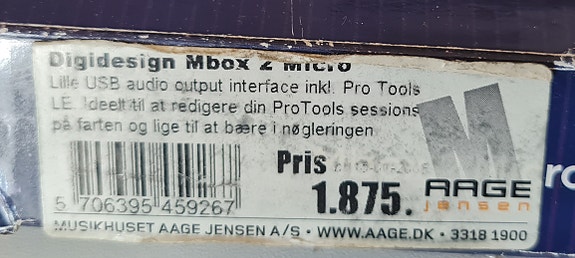 Digidesign Mbox 2 Micro
Lille USB audio output interface inkl. Pro Tools
LE. Ideelt til at redigere din ProTools sessions
på farten og lige til at bære i nøgleringen
Pris
1.875.
5 706395 459267
AAGE
jensen
MUSIKHUSET AAGE JENSEN A/S • WWW.AAGE.DK • 3318 1900